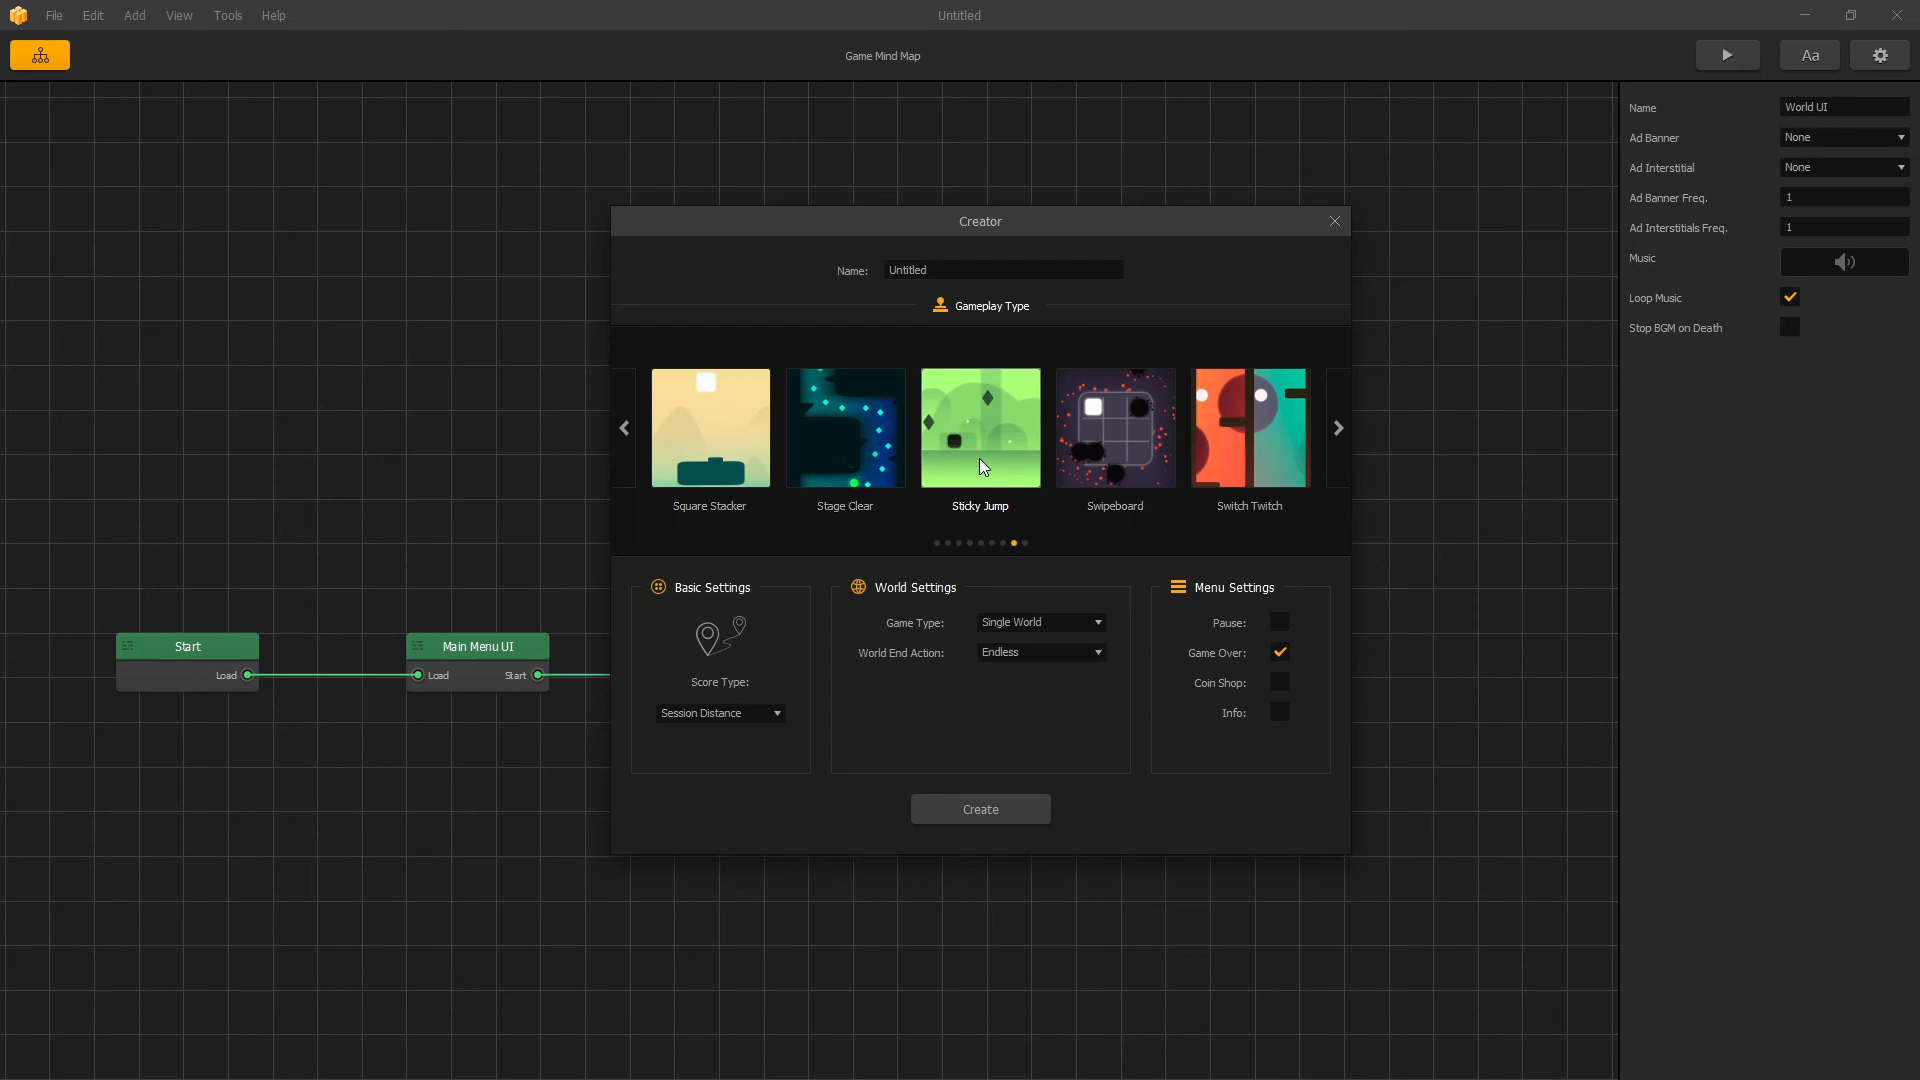 File Edit Add View Tools Help
Untitled
Game Mind Map
Aa
Name World UI
Ad Banner None
Ad Interstitial None
Ad Banner Freq. 1
Ad Interstitials Freq. 1
Music
Loop Music
Stop BGM on Death
Creator
Name: Untitled
Gameplay Type
Square Stacker Stage Clear Sticky Jump Swipeboard Switch Twitch
Basic Settings
Score Type:
Session Distance
World Settings
Game Type: Single World
World End Action: Endless
Menu Settings
Pause:
Game Over:
Coin Shop:
Info:
Create
Start
Load
Main Menu UI
Load Start